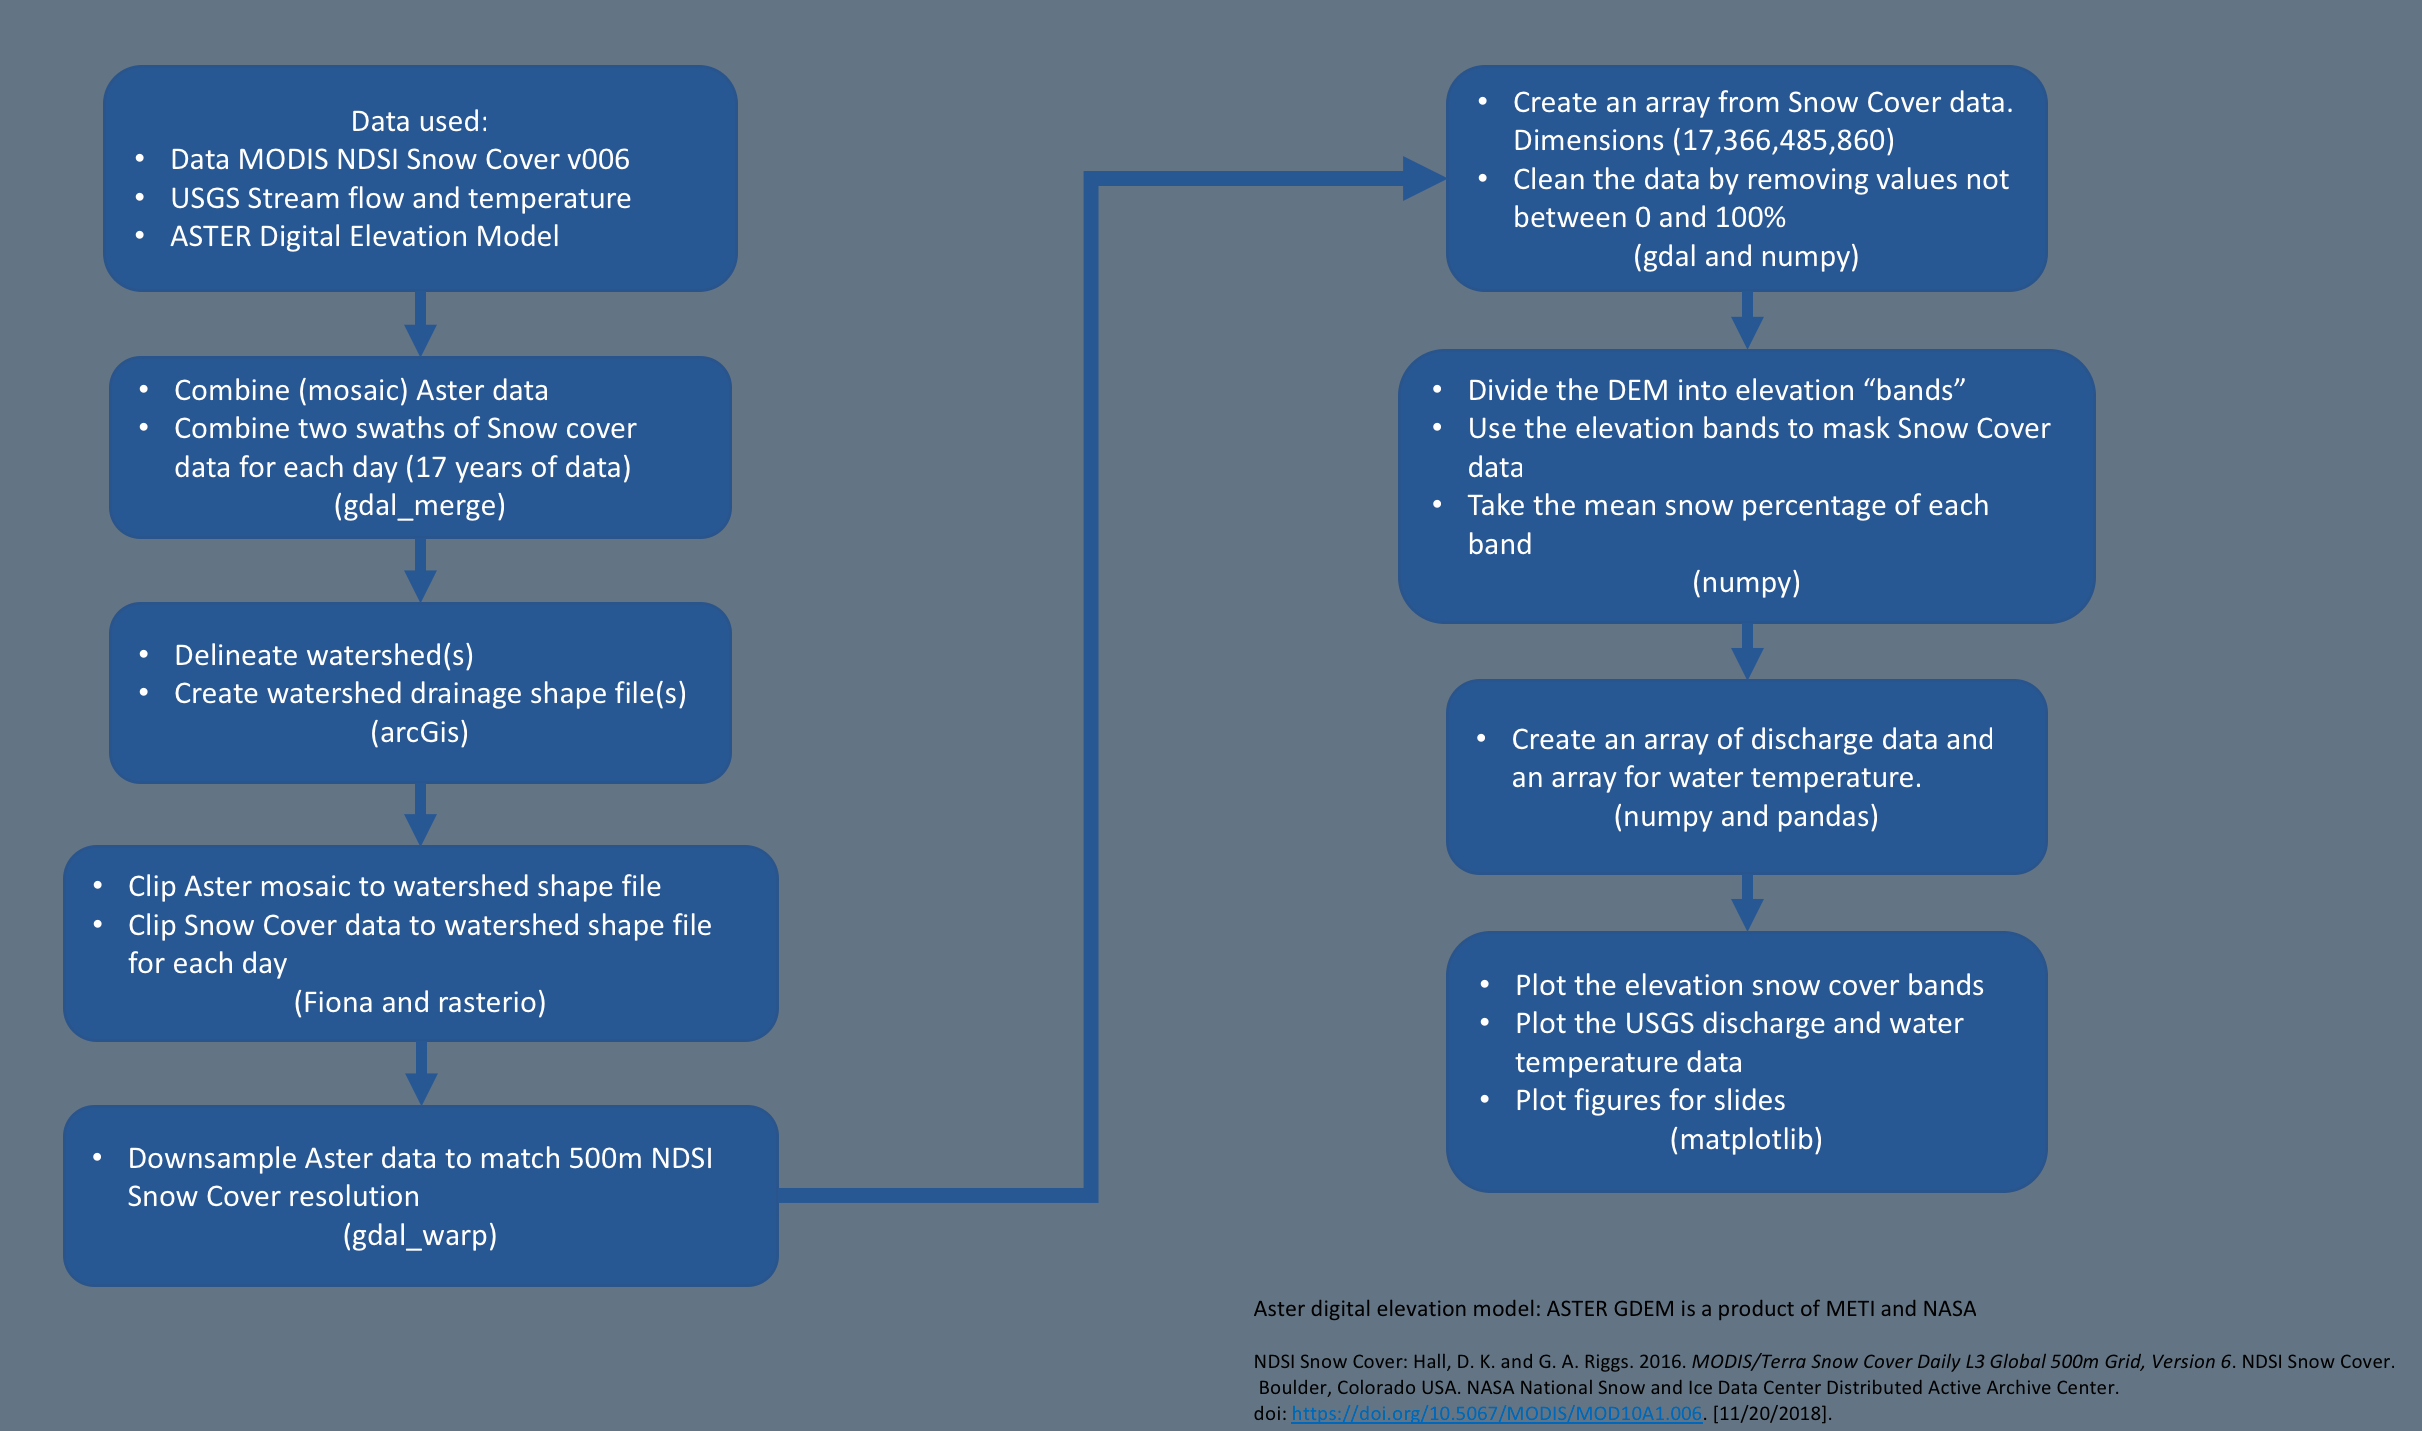 Data used:
• Data MODIS NDSI Snow Cover v006
• USGS Stream flow and temperature
• ASTER Digital Elevation Model
• Combine (mosaic) Aster data
• Combine two swaths of Snow cover
data for each day (17 years of data)
(gdal_merge)
• Delineate watershed(s)
• Create watershed drainage shape file(s)
(arcGis)
• Clip Aster mosaic to watershed shape file
• Clip Snow Cover data to watershed shape file
for each day
(Fiona and rasterio)
• Downsample Aster data to match 500m NDSI
Snow Cover resolution
(gdal_warp)
• Create an array from Snow Cover data.
Dimensions (17,366,485,860)
• Clean the data by removing values not
between 0 and 100%
(gdal and numpy)
• Divide the DEM into elevation “bands”
• Use the elevation bands to mask Snow Cover
data
• Take the mean snow percentage of each
band
(numpy)
• Create an array of discharge data and
an array for water temperature.
(numpy and pandas)
• Plot the elevation snow cover bands
• Plot the USGS discharge and water
temperature data
• Plot figures for slides
(matplotlib)
Aster digital elevation model: ASTER GDEM is a product of METI and NASA
NDSI Snow Cover: Hall, D. K. and G. A. Riggs. 2016. MODIS/Terra Snow Cover Daily L3 Global 500m Grid, Version 6. NDSI Snow Cover.
Boulder, Colorado USA. NASA National Snow and Ice Data Center Distributed Active Archive Center.
doi: https://doi.org/10.5067/MODIS/MOD10A1.006. [11/20/2018].